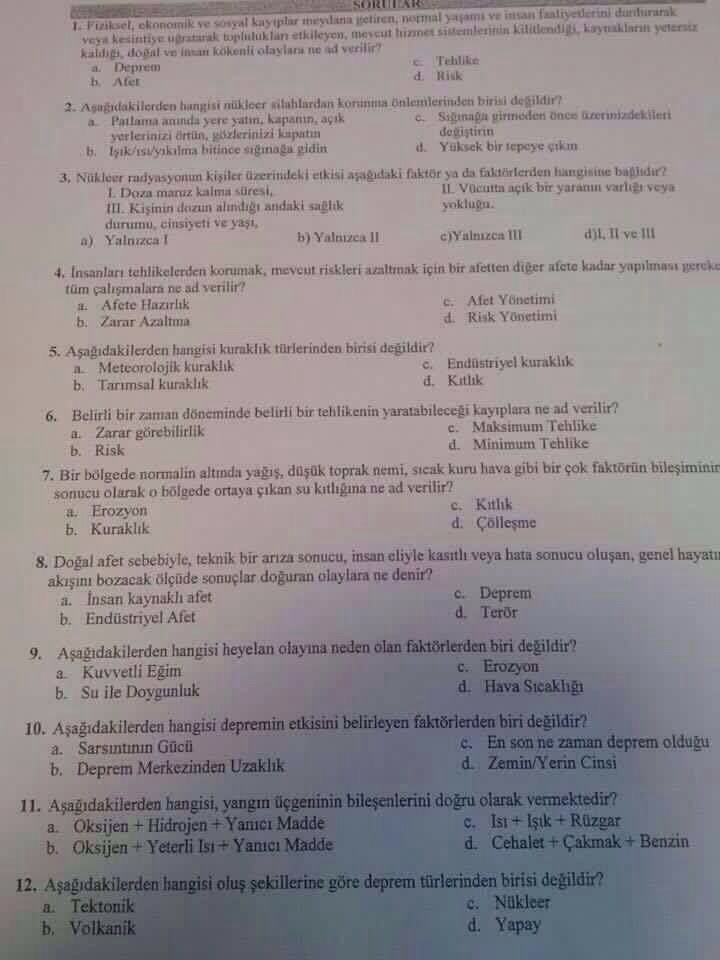 SORULAR
1. Fiziksel, ekonomik ve sosyal kayıplar meydana getiren, normal yaşamı ve insan faaliyetlerini durdurarak
veya kesintiye uğratarak toplulukları etkileyen, mevcut hizmet sistemlerinin kilitlendiği, kaynakların yetersiz
kaldığı, doğal ve insan kökenli olaylara ne ad verilir?
a. Deprem c. Tehlike
b. Afet d. Risk
2. Aşağıdakilerden hangisi nükleer silahlardan korunma önlemlerinden birisi değildir?
a. Patlama anında yere yatın, kapanın, açık c. Sığınağa girmeden önce üzerinizdekileri
yerlerinizi örtün, gözlerinizi kapatın değiştirin
b. Işık/ısı/yıkılma bitince sığınağa gidin d. Yüksek bir tepeye çıkın
3. Nükleer radyasyonun kişiler üzerindeki etkisi aşağıdaki faktör ya da faktörlerden hangisine bağlıdır?
I. Doza maruz kalma süresi, II. Vücutta açık bir yaranın varlığı veya
III. Kişinin dozun alındığı andaki sağlık yokluğu.
durumu, cinsiyeti ve yaşı,
a) Yalnızca I b) Yalnızca II c)Yalnızca III d)I, II ve III
4. İnsanları tehlikelerden korumak, mevcut riskleri azaltmak için bir afetten diğer afete kadar yapılması gereke
tüm çalışmalara ne ad verilir?
a. Afete Hazırlık c. Afet Yönetimi
b. Zarar Azaltma d. Risk Yönetimi
5. Aşağıdakilerden hangisi kuraklık türlerinden birisi değildir?
a. Meteorolojik kuraklık c. Endüstriyel kuraklık
b. Tarımsal kuraklık d. Kıtlık
6. Belirli bir zaman döneminde belirli bir tehlikenin yaratabileceği kayıplara ne ad verilir?
a. Zarar görebilirlik c. Maksimum Tehlike
b. Risk d. Minimum Tehlike
7. Bir bölgede normalin altında yağış, düşük toprak nemi, sıcak kuru hava gibi bir çok faktörün bileşiminin
sonucu olarak o bölgede ortaya çıkan su kıtlığına ne ad verilir?
a. Erozyon c. Kıtlık
b. Kuraklık d. Çölleşme
8. Doğal afet sebebiyle, teknik bir arıza sonucu, insan eliyle kasıtlı veya hata sonucu oluşan, genel hayatın
akışını bozacak ölçüde sonuçlar doğuran olaylara ne denir?
a. İnsan kaynaklı afet c. Deprem
b. Endüstriyel Afet d. Terör
9. Aşağıdakilerden hangisi heyelan olayına neden olan faktörlerden biri değildir?
a. Kuvvetli Eğim c. Erozyon
b. Su ile Doygunluk d. Hava Sıcaklığı
10. Aşağıdakilerden hangisi depremin etkisini belirleyen faktörlerden biri değildir?
a. Sarsıntının Gücü c. En son ne zaman deprem olduğu
b. Deprem Merkezinden Uzaklık d. Zemin/Yerin Cinsi
11. Aşağıdakilerden hangisi, yangın üçgeninin bileşenlerini doğru olarak vermektedir?
a. Oksijen + Hidrojen + Yanıcı Madde c. Isı + Işık + Rüzgar
b. Oksijen + Yeterli Isı + Yanıcı Madde d. Cehalet + Çakmak + Benzin
12. Aşağıdakilerden hangisi oluş şekillerine göre deprem türlerinden birisi değildir?
a. Tektonik c. Nükleer
b. Volkanik d. Yapay